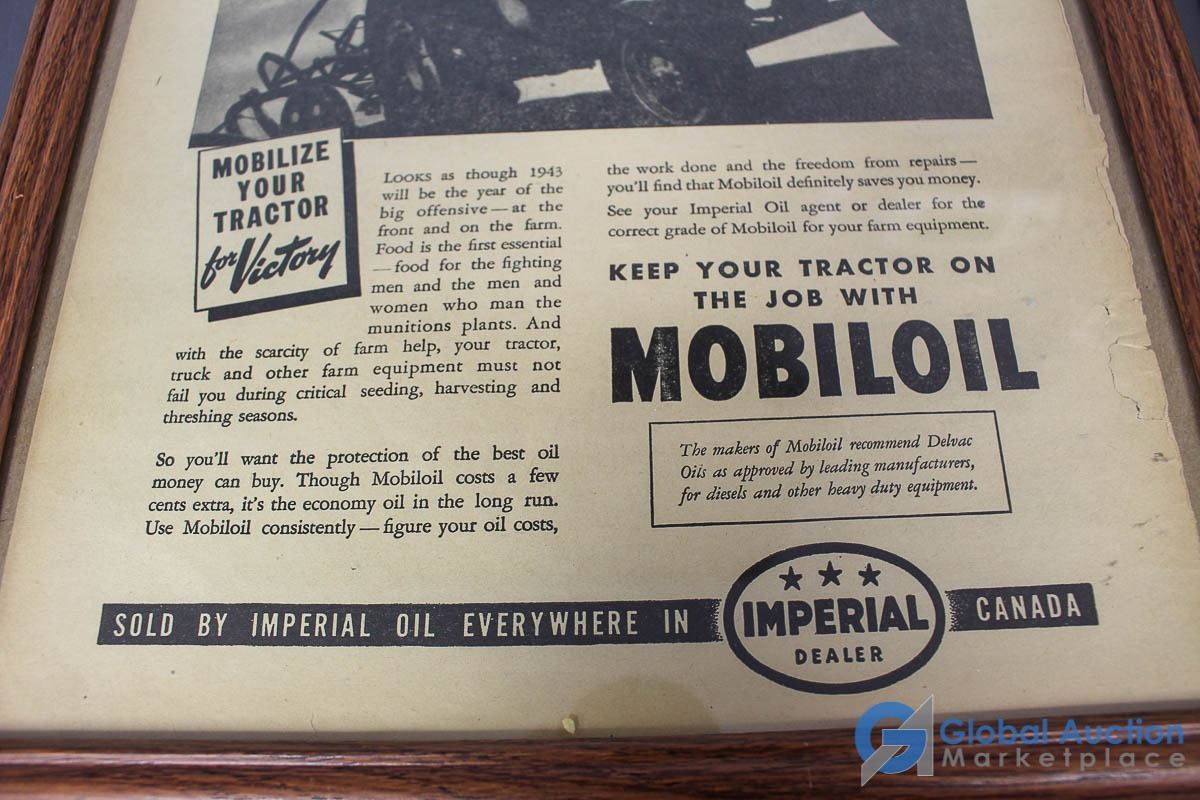 MOBILIZE
YOUR
TRACTOR
for Victory
LOOKS as though 1943
will be the year of the
big offensive — at the
front and on the farm.
Food is the first essential
— food for the fighting
men and the men and
women who man the
munitions plants. And
with the scarcity of farm help, your tractor,
truck and other farm equipment must not
fail you during critical seeding, harvesting and
threshing seasons.
So you'll want the protection of the best oil
money can buy. Though Mobiloil costs a few
cents extra, it's the economy oil in the long run.
Use Mobiloil consistently — figure your oil costs,
the work done and the freedom from repairs —
you'll find that Mobiloil definitely saves you money.
See your Imperial Oil agent or dealer for the
correct grade of Mobiloil for your farm equipment.
KEEP YOUR TRACTOR ON
THE JOB WITH
MOBILOIL
The makers of Mobiloil recommend Delvac
Oils as approved by leading manufacturers,
for diesels and other heavy duty equipment.
SOLD BY IMPERIAL OIL EVERYWHERE IN
IMPERIAL
DEALER
CANADA
Global Auction
Marketplace